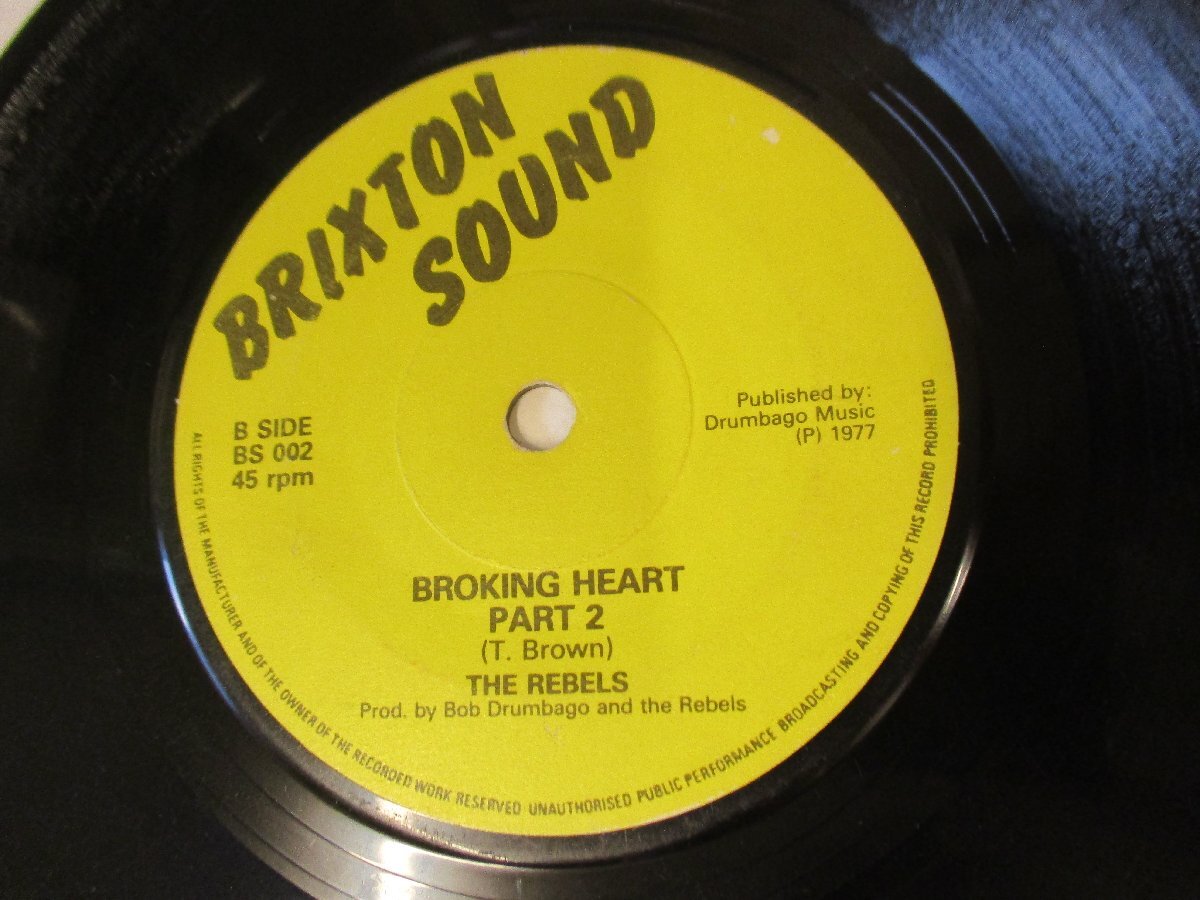 BRIXTON
SOUND
B SIDE
BS 002
45 rpm
Published by:
Drumbago Music
(P) 1977
BROKING HEART
PART 2
(T. Brown)
THE REBELS
Prod. by Bob Drumbago and the Rebels
ALL RIGHTS OF THE MANUFACTURER AND OF THE OWNER OF THE RECORDED WORK RESERVED UNAUTHORISED PUBLIC PERFORMANCE BROADCASTING AND COPYING OF THIS RECORD PROHIBITED